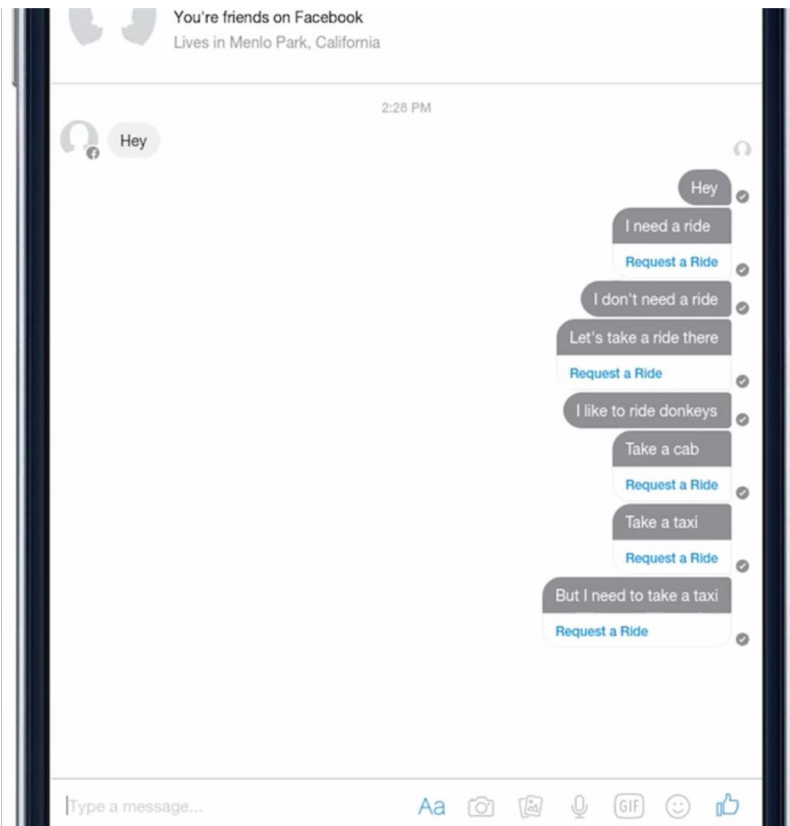 You're friends on Facebook
Lives in Menlo Park, California
2:28 PM
Hey
Hey
I need a ride
Request a Ride
I don't need a ride
Let's take a ride there
Request a Ride
I like to ride donkeys
Take a cab
Request a Ride
Take a taxi
Request a Ride
But I need to take a taxi
Request a Ride
Type a message... Aa GIF